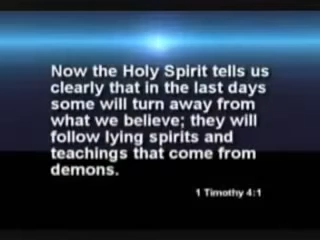 Now the Holy Spirit tells us
clearly that in the last days
some will turn away from
what we believe; they will
follow lying spirits and
teachings that come from
demons.
1 Timothy 4:1